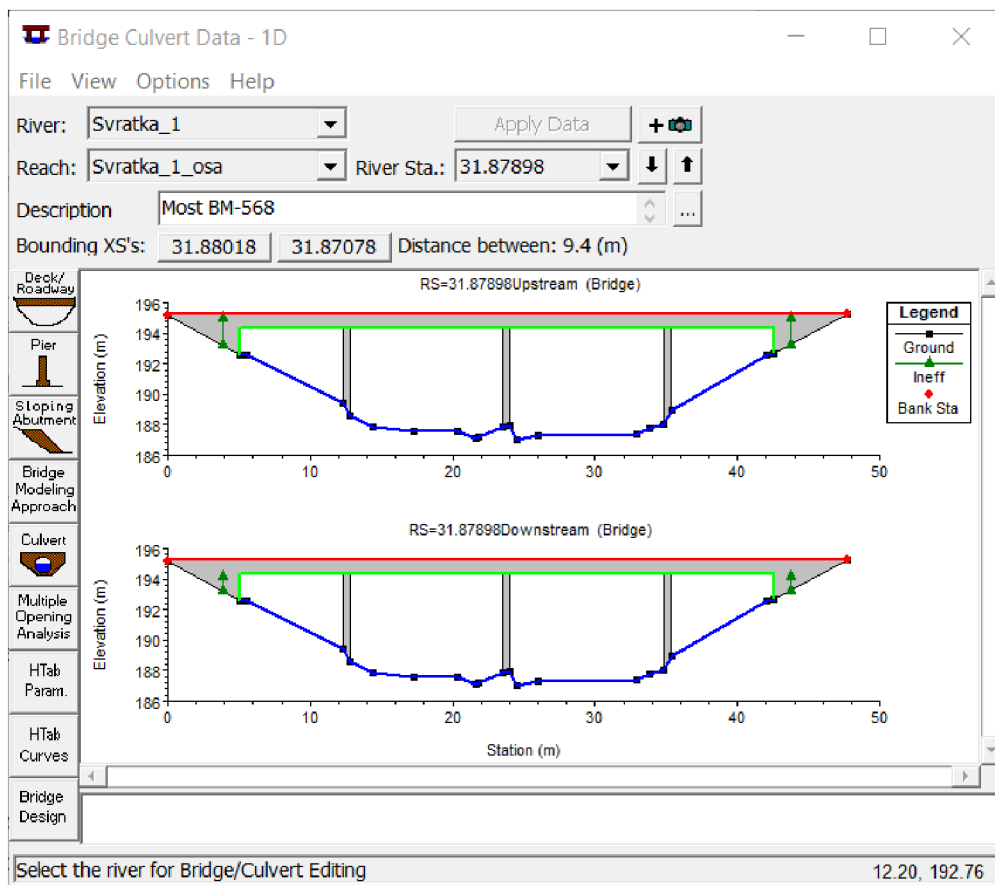 Bridge Culvert Data - 1D
File View Options Help
River: Svratka_1 Apply Data +
Reach: Svratka_1_osa River Sta.: 31.87898
Description Most BM-568 ...
Bounding XS's: 31.88018 31.87078 Distance between: 9.4 (m)
Deck/
Roadway
Pier
Sloping
Abutment
Bridge
Modeling
Approach
Culvert
Multiple
Opening
Analysis
HTab
Param.
HTab
Curves
Bridge
Design
RS=31.87898Upstream (Bridge)
196
194
192
190
188
186
Elevation (m)
0 10 20 30 40 50
Legend
Ground
Ineff
Bank Sta
RS=31.87898Downstream (Bridge)
196
194
192
190
188
186
Elevation (m)
0 10 20 30 40 50
Station (m)
Select the river for Bridge/Culvert Editing 12.20, 192.76